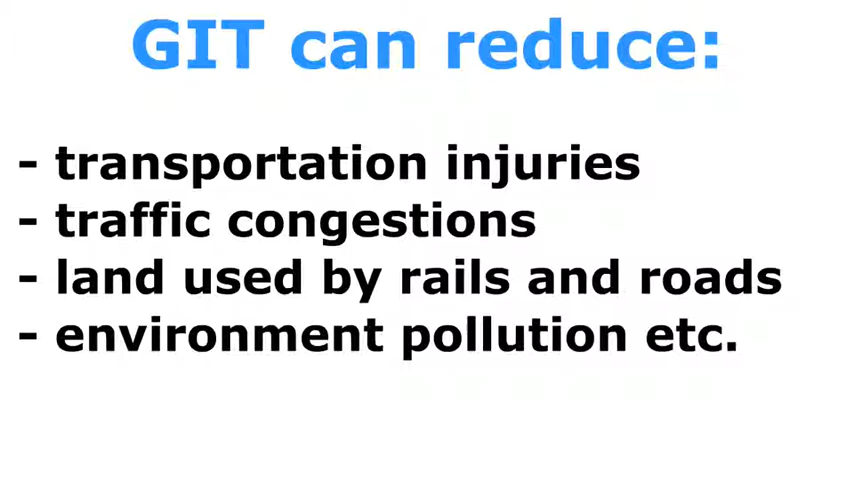 GIT can reduce:
- transportation injuries
- traffic congestions
- land used by rails and roads
- environment pollution etc.